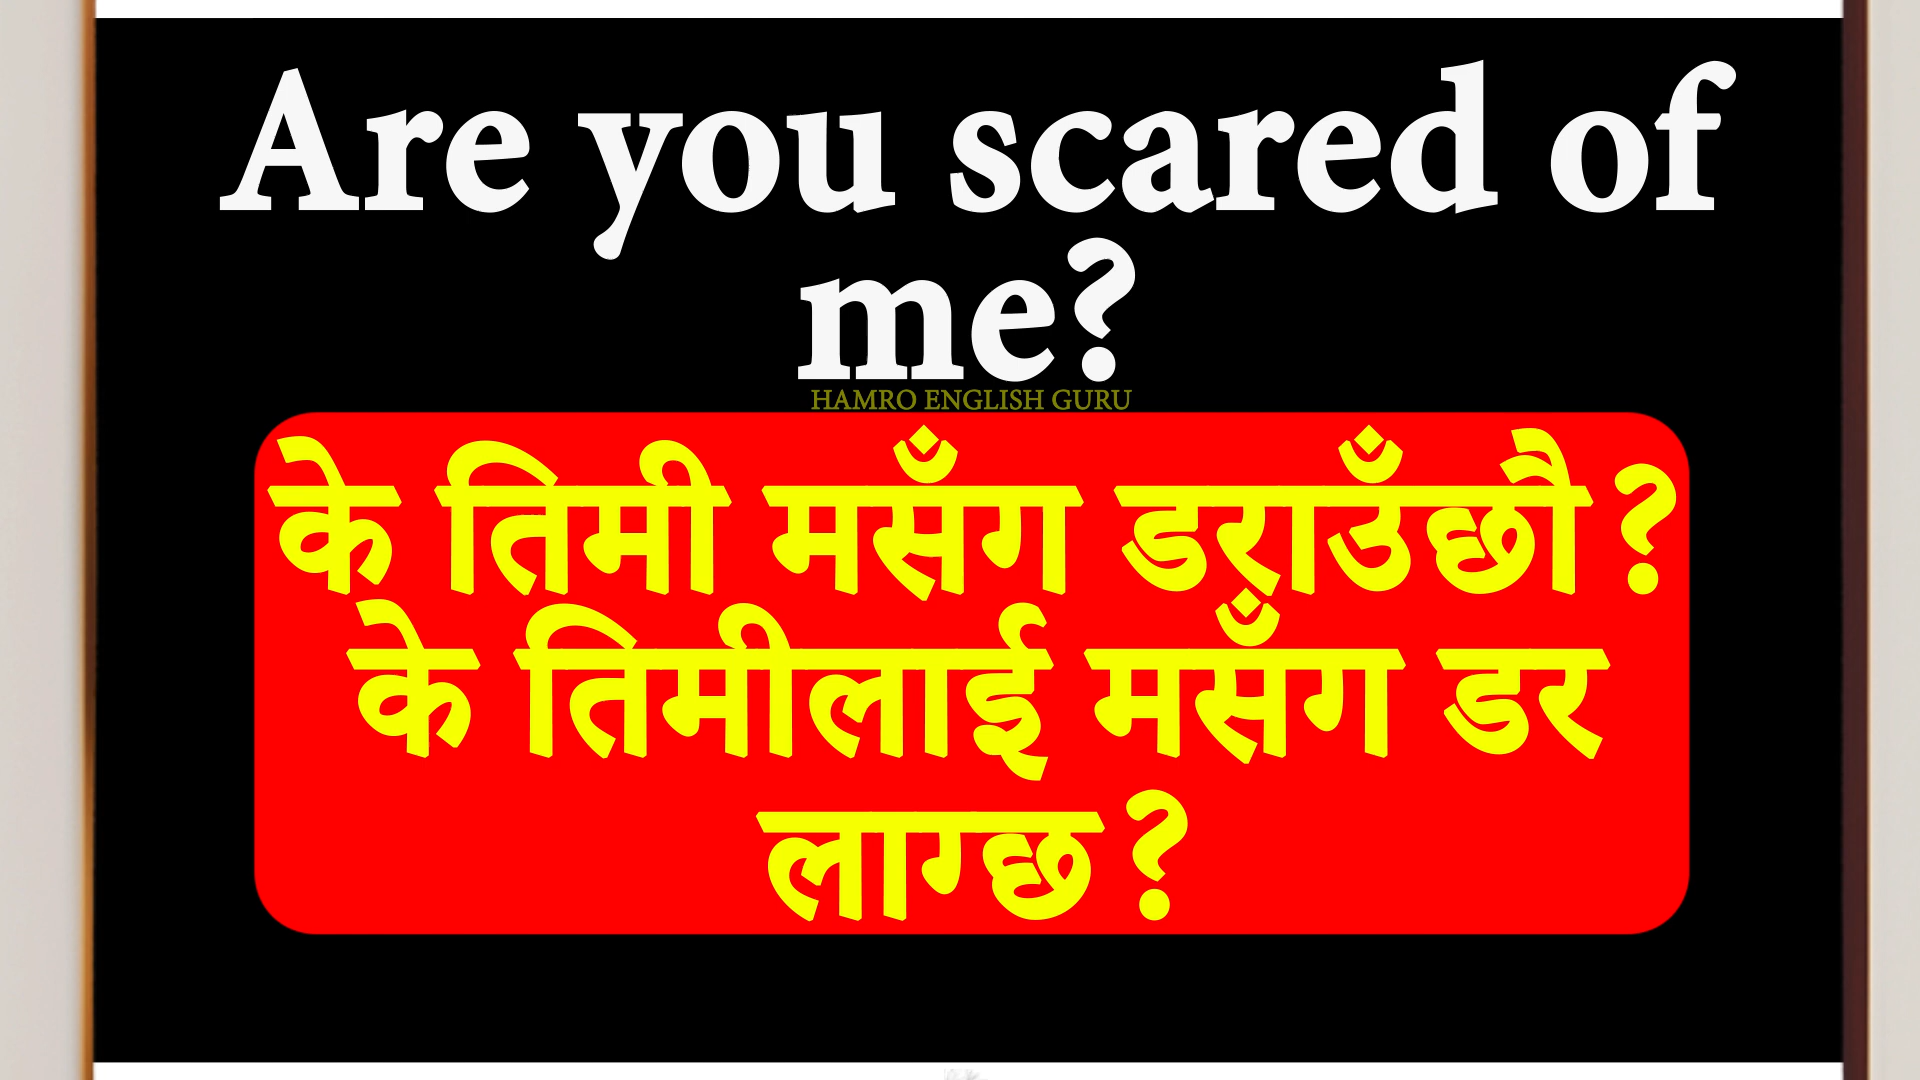 Are you scared of
me?
HAMRO ENGLISH GURU
के तिमी मसँग डराउँछौ?
के तिमीलाई मसँग डर
लाग्छ?